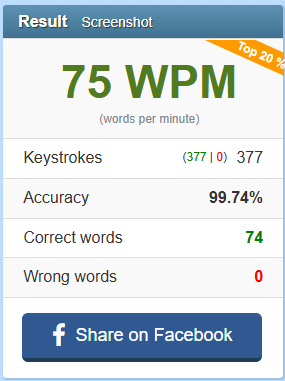 Result Screenshot
Top 20 %
75 WPM
(words per minute)
Keystrokes (377 | 0) 377
Accuracy 99.74%
Correct words 74
Wrong words 0
f Share on Facebook